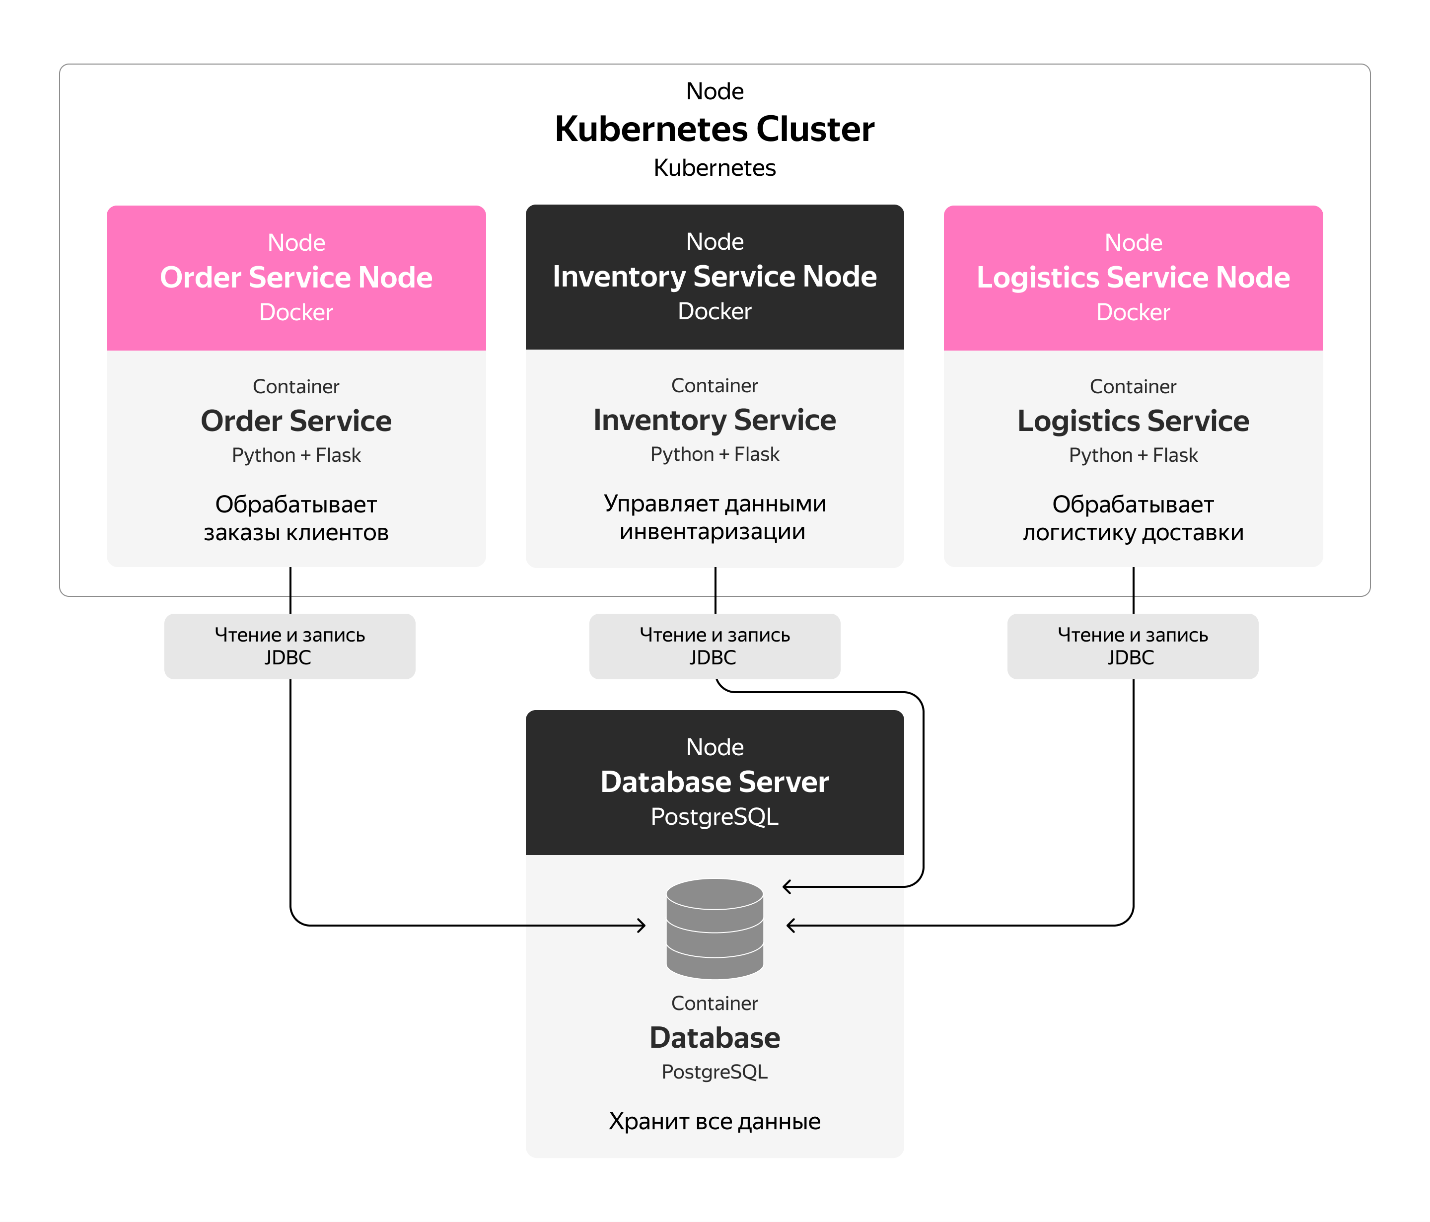 Node
Kubernetes Cluster
Kubernetes
Node
Order Service Node
Docker
Container
Order Service
Python + Flask
Обрабатывает
заказы клиентов
Node
Inventory Service Node
Docker
Container
Inventory Service
Python + Flask
Управляет данными
инвентаризации
Node
Logistics Service Node
Docker
Container
Logistics Service
Python + Flask
Обрабатывает
логистику доставки
Чтение и запись
JDBC
Чтение и запись
JDBC
Чтение и запись
JDBC
Node
Database Server
PostgreSQL
Container
Database
PostgreSQL
Хранит все данные